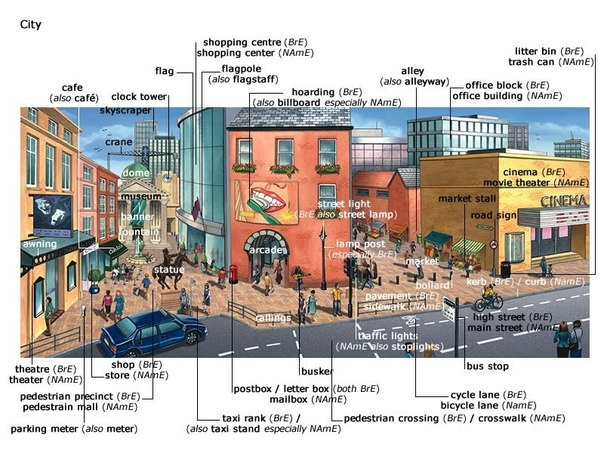 City
shopping centre (BrE)
shopping center (NAmE)
litter bin (BrE)
trash can (NAmE)
flag
flagpole
(also flagstaff)
alley
(also alleyway)
cafe
(also café)
clock tower
hoarding (BrE)
(also billboard especially NAmE)
office block (BrE)
office building (NAmE)
skyscraper
crane
dome
cinema (BrE)
movie theater (NAmE)
museum
street light
(BrE also street lamp)
market stall
CINEMA
banner
road sign
fountain
awning
arcades
lamp post
(especially BrE)
statue
market
bollard
kerb (BrE) / curb (NAmE)
pavement (BrE)
sidewalk (NAmE)
railings
high street (BrE)
main street (NAmE)
traffic lights
(NAmE also stoplights)
theatre (BrE)
theater (NAmE)
shop (BrE)
store (NAmE)
busker
bus stop
pedestrian precinct (BrE)
pedestrain mall (NAmE)
postbox / letter box (both BrE)
mailbox (NAmE)
cycle lane (BrE)
bicycle lane (NamE)
parking meter (also meter)
taxi rank (BrE) /
(also taxi stand especially NAmE)
pedestrian crossing (BrE) / crosswalk (NAmE)